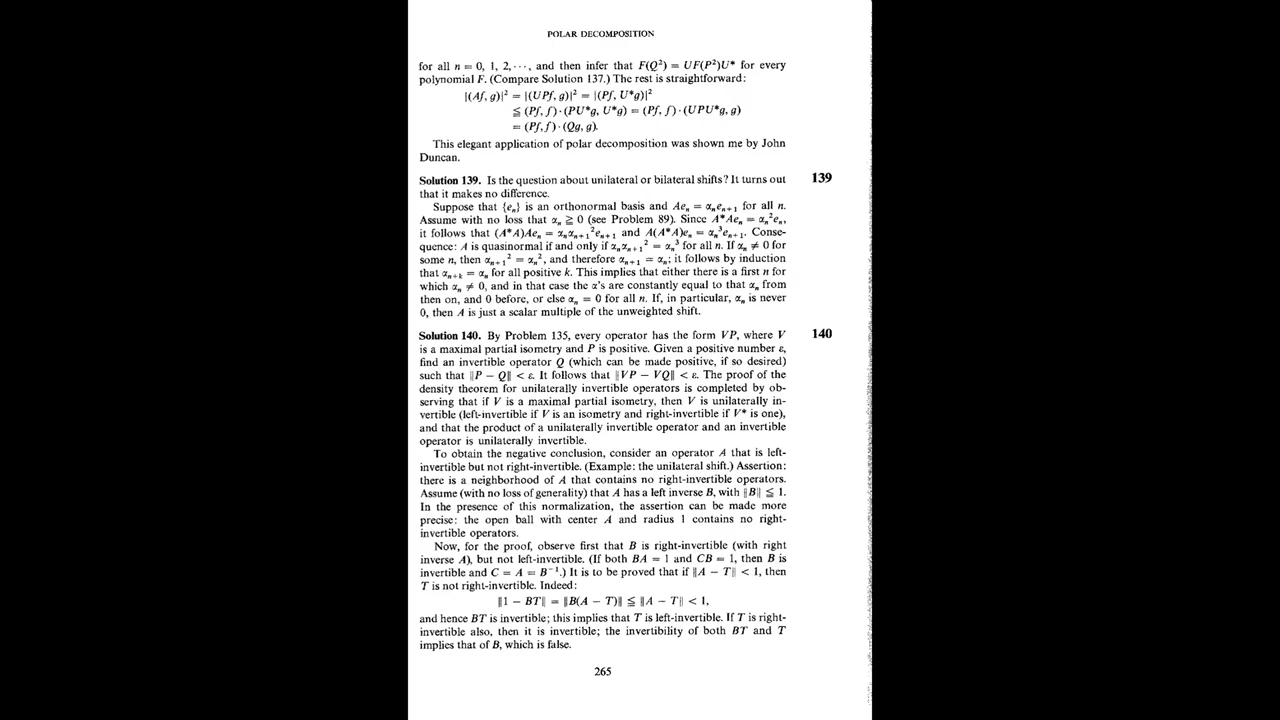 POLAR DECOMPOSITION
for all n = 0, 1, 2, ⋯, and then infer that F(Q²) = UF(P²)U* for every
polynomial F. (Compare Solution 137.) The rest is straightforward:
|(Af, g)|² = |(UPf, g)|² = |(Pf, U*g)|²
≦ (Pf, f)·(PU*g, U*g) = (Pf, f)·(UPU*g, g)
= (Pf, f)·(Qg, g).
This elegant application of polar decomposition was shown me by John
Duncan.
Solution 139. Is the question about unilateral or bilateral shifts? It turns out 139
that it makes no difference.
Suppose that {eₙ} is an orthonormal basis and Aeₙ = αₙeₙ₊₁ for all n.
Assume with no loss that αₙ ≧ 0 (see Problem 89). Since A*Aeₙ = αₙ²eₙ,
it follows that (A*A)Aeₙ = αₙαₙ₊₁²eₙ₊₁ and A(A*A)eₙ = αₙ³eₙ₊₁. Conse-
quence: A is quasinormal if and only if αₙαₙ₊₁² = αₙ³ for all n. If αₙ ≠ 0 for
some n, then αₙ₊₁² = αₙ², and therefore αₙ₊₁ = αₙ; it follows by induction
that αₙ₊ₖ = αₙ for all positive k. This implies that either there is a first n for
which αₙ ≠ 0, and in that case the α's are constantly equal to that αₙ from
then on, and 0 before, or else αₙ = 0 for all n. If, in particular, αₙ is never
0, then A is just a scalar multiple of the unweighted shift.
Solution 140. By Problem 135, every operator has the form VP, where V 140
is a maximal partial isometry and P is positive. Given a positive number ε,
find an invertible operator Q (which can be made positive, if so desired)
such that ‖P − Q‖ < ε. It follows that ‖VP − VQ‖ < ε. The proof of the
density theorem for unilaterally invertible operators is completed by ob-
serving that if V is a maximal partial isometry, then V is unilaterally in-
vertible (left-invertible if V is an isometry and right-invertible if V* is one),
and that the product of a unilaterally invertible operator and an invertible
operator is unilaterally invertible.
To obtain the negative conclusion, consider an operator A that is left-
invertible but not right-invertible. (Example: the unilateral shift.) Assertion:
there is a neighborhood of A that contains no right-invertible operators.
Assume (with no loss of generality) that A has a left inverse B, with ‖B‖ ≦ 1.
In the presence of this normalization, the assertion can be made more
precise: the open ball with center A and radius 1 contains no right-
invertible operators.
Now, for the proof, observe first that B is right-invertible (with right
inverse A), but not left-invertible. (If both BA = 1 and CB = 1, then B is
invertible and C = A = B⁻¹.) It is to be proved that if ‖A − T‖ < 1, then
T is not right-invertible. Indeed:
‖1 − BT‖ = ‖B(A − T)‖ ≦ ‖A − T‖ < 1,
and hence BT is invertible; this implies that T is left-invertible. If T is right-
invertible also, then it is invertible; the invertibility of both BT and T
implies that of B, which is false.
265